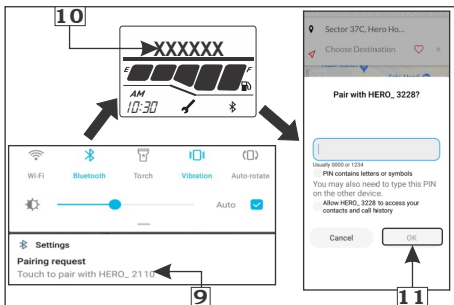 10
XXXXXX
E F
AM
10:30
Wi-Fi Bluetooth Torch Vibration Auto-rotate
Auto
Settings
Pairing request
Touch to pair with HERO_ 2110
9
Sector 37C, Hero Ho...
Choose Destination ×
Pair with HERO_ 3228?
Usually 0000 or 1234
PIN contains letters or symbols
You may also need to type this PIN
on the other device.
Allow HERO_ 3228 to access your
contacts and call history
Cancel OK
11